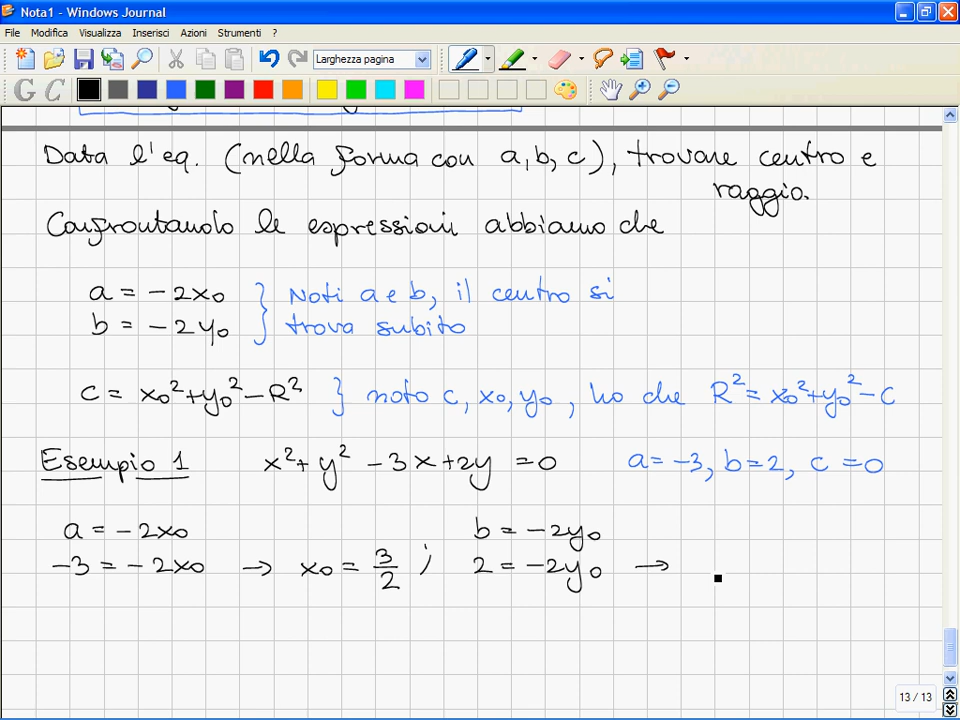 Nota1 - Windows Journal
File Modifica Visualizza Inserisci Azioni Strumenti ?
Larghezza pagina
G C
Data l'eq. (nella forma con a, b, c), trovare centro e
raggio.
Confrontando le espressioni abbiamo che
a = -2x₀ } Noti a e b, il centro si
b = -2y₀ } trova subito
c = x₀²+y₀²-R² } noto c, x₀, y₀, ho che R²=x₀²+y₀²-c
Esempio 1 x²+y²-3x+2y=0 a=-3, b=2, c=0
a = -2x₀ b = -2y₀
-3 = -2x₀ → x₀ = 3/2 ; 2 = -2y₀ →
13 / 13